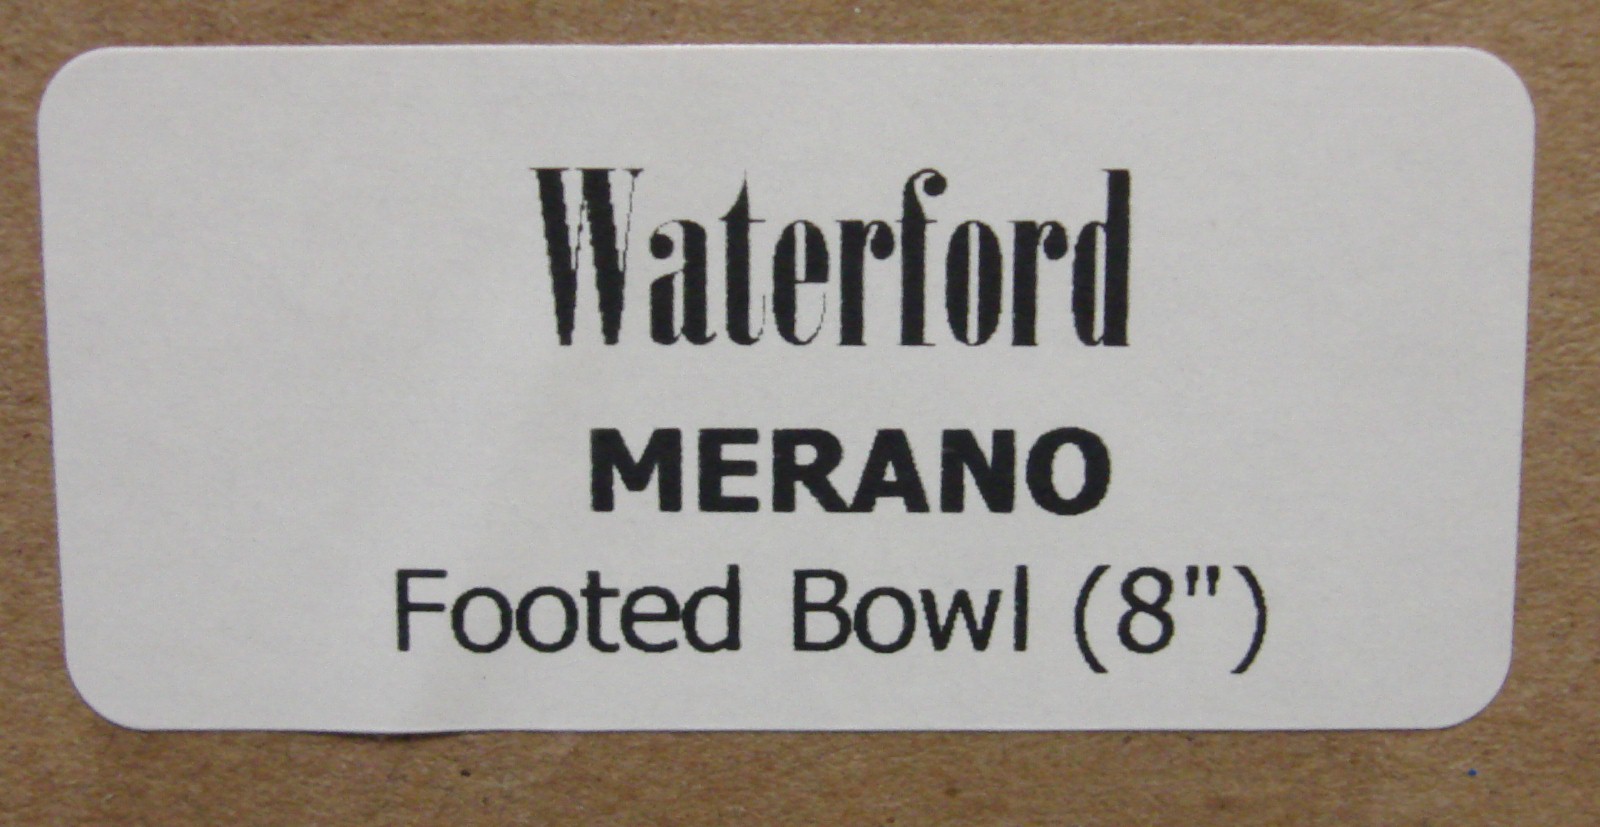 Waterford
MERANO
Footed Bowl (8")